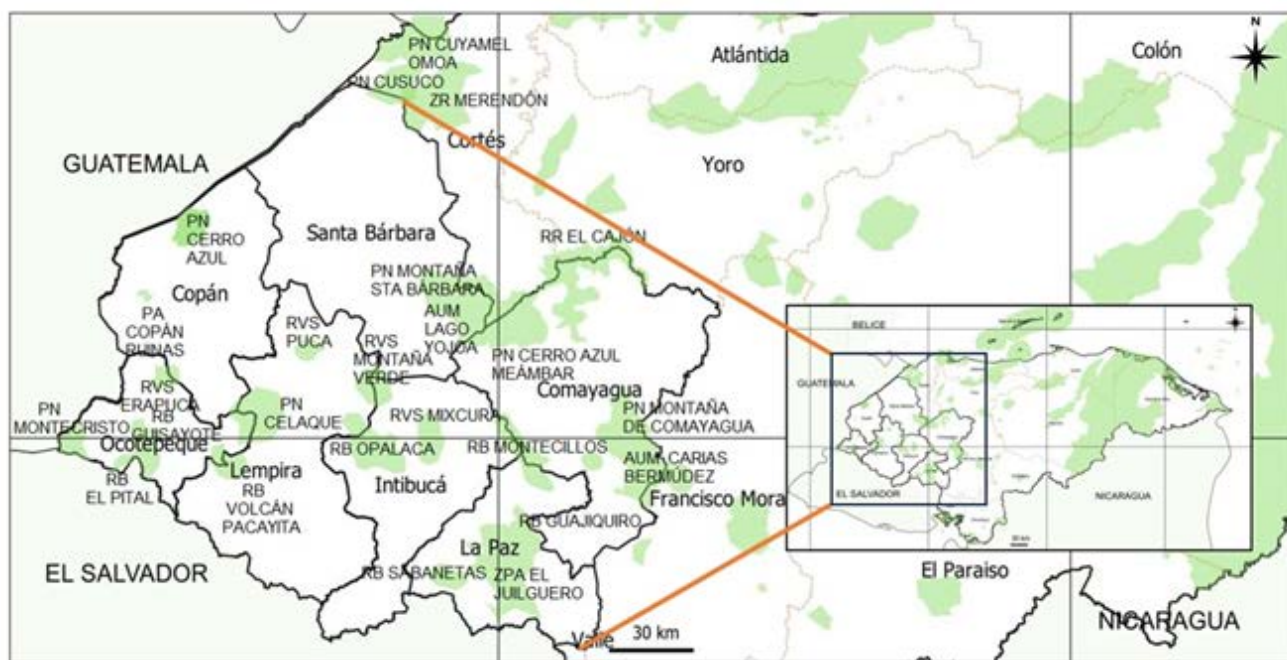 N
PN CUYAMEL
OMOA
Atlántida
Colón
PN CUSUCO
ZR MERENDÓN
Cortés
GUATEMALA
Yoro
PN
CERRO
AZUL
Santa Bárbara
RR EL CAJÓN
PN MONTAÑA
STA BÁRBARA
Copán
PA
COPÁN
RUINAS
RVS
PUCA
AUM
LAGO
YOJOA
RVS
MONTAÑA
VERDE
PN CERRO AZUL
MEÁMBAR
Comayagua
RVS
ERAPUCA
RB
GUISAYOTE
PN
MONTECRISTO
Ocotepeque
PN
CELAQUE
RVS MIXCURA
PN MONTAÑA
DE COMAYAGUA
RB OPALACA
RB MONTECILLOS
RB
EL PITAL
Lempira
RB
VOLCÁN
PACAYITA
Intibucá
AUM CARIAS
BERMÚDEZ
Francisco Mora
RB GUAJIQUIRO
La Paz
EL SALVADOR
RB SABANETAS
ZPA EL
JUILGUERO
El Paraiso
NICARAGUA
Valle
30 km
BELICE
GUATEMALA
EL SALVADOR
NICARAGUA
30 km